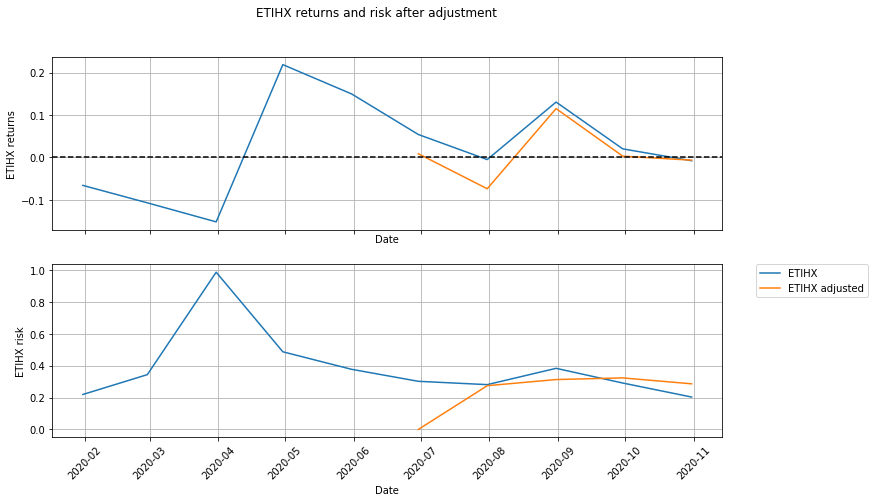 ETIHX returns and risk after adjustment
0.2
0.1
0.0
−0.1
ETIHX returns
Date
1.0
0.8
0.6
0.4
0.2
0.0
ETIHX risk
2020-02
2020-03
2020-04
2020-05
2020-06
2020-07
2020-08
2020-09
2020-10
2020-11
Date
ETIHX
ETIHX adjusted